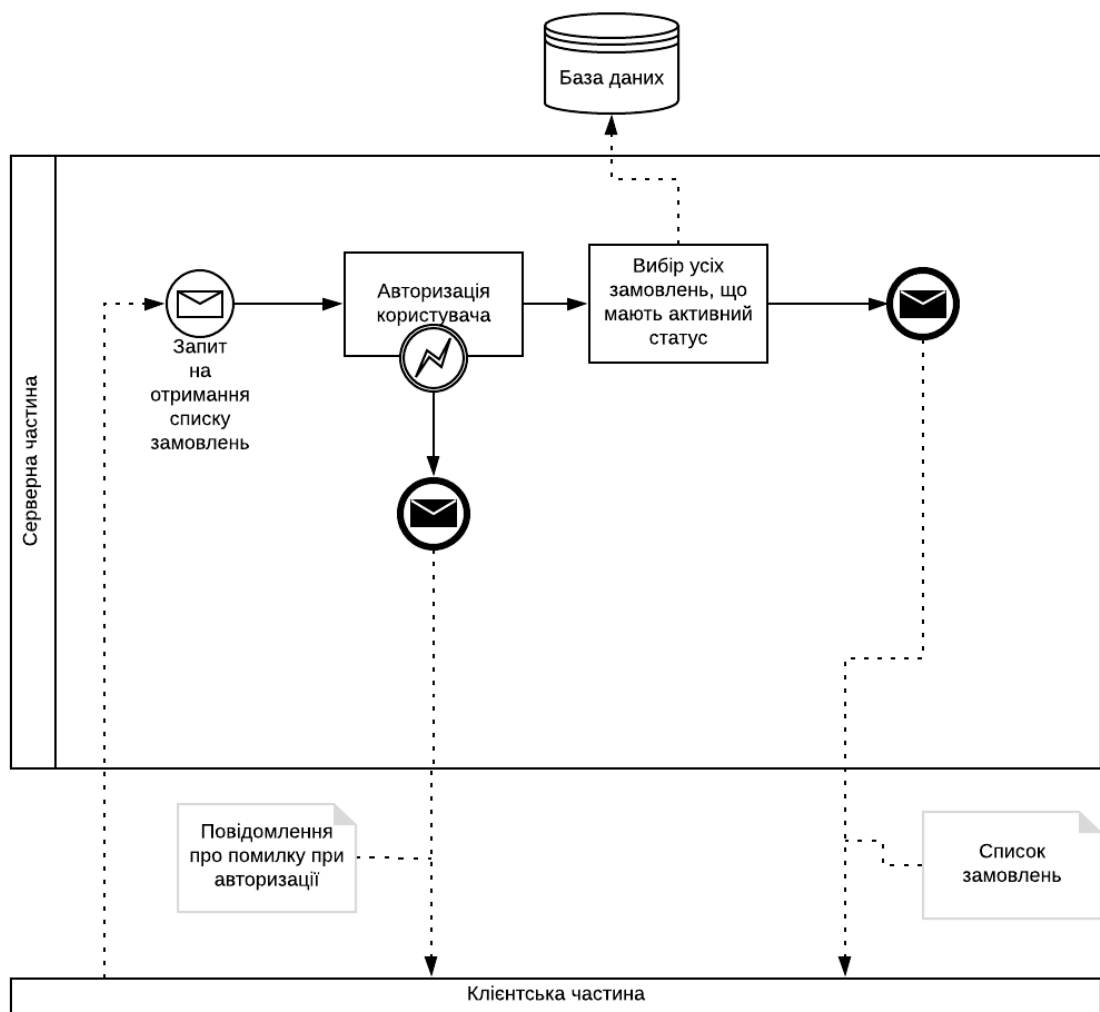 База даних
Серверна частина
Запит
на
отримання
списку
замовлень
Авторизація
користувача
Вибір усіх
замовлень, що
мають активний
статус
Повідомлення
про помилку при
авторизації
Список
замовлень
Клієнтська частина